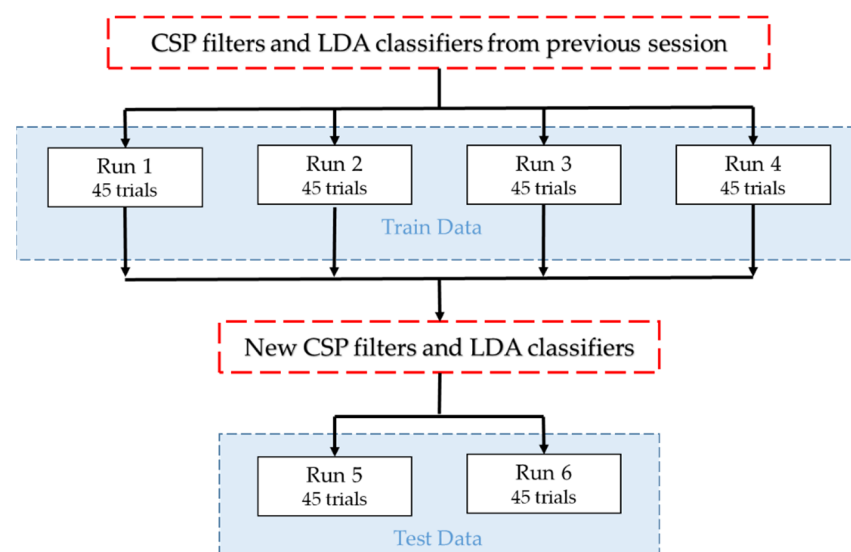 CSP filters and LDA classifiers from previous session
Run 1
45 trials
Run 2
45 trials
Run 3
45 trials
Run 4
45 trials
Train Data
New CSP filters and LDA classifiers
Run 5
45 trials
Run 6
45 trials
Test Data